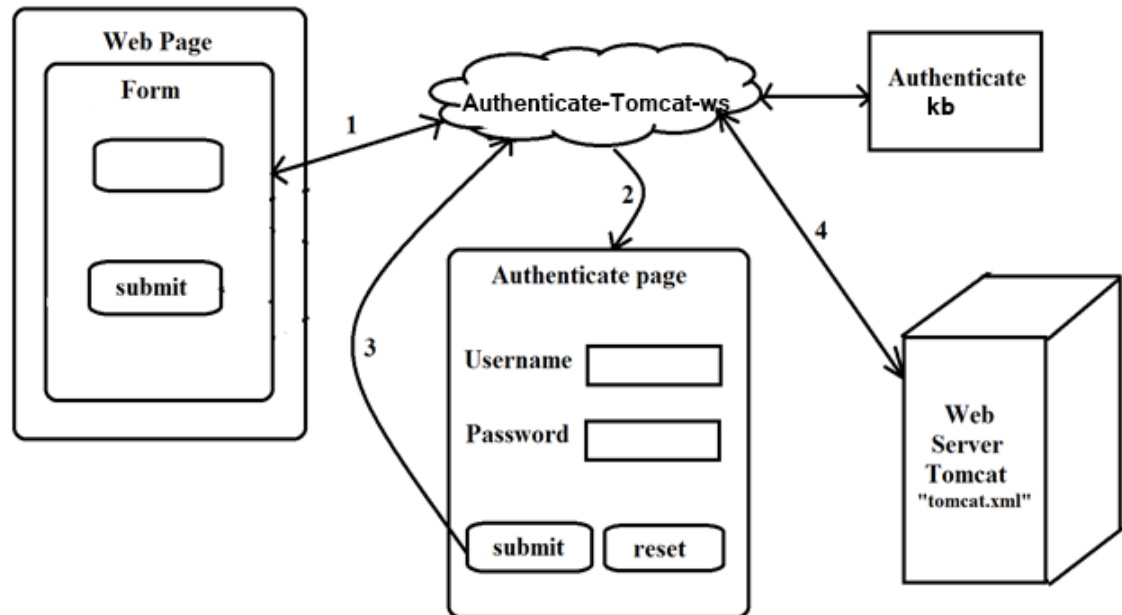 Web Page
Form
submit
1
Authenticate-Tomcat-ws
Authenticate
kb
2
3
4
Authenticate page
Username
Password
submit
reset
Web
Server
Tomcat
"tomcat.xml"